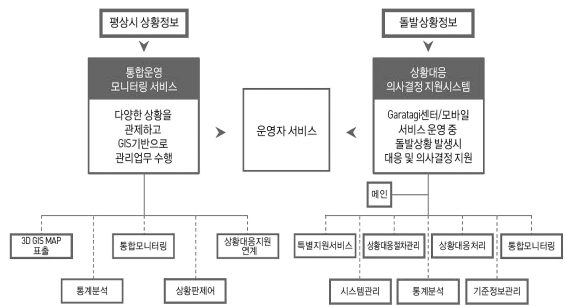 평상시 상황정보
돌발상황정보
통합운영
모니터링 서비스
다양한 상황을
관제하고
GIS기반으로
관리업무 수행
운영자 서비스
상황대응
의사결정 지원시스템
Garatagi센터/모바일
서비스 운영 중
돌발상황 발생시
대응 및 의사결정 지원
메인
3D GIS MAP
표출
통합모니터링
상황대응지원
연계
통계분석
상황판제어
특별지원서비스
상황대응절차관리
상황대응처리
통합모니터링
시스템관리
통계분석
기준정보관리